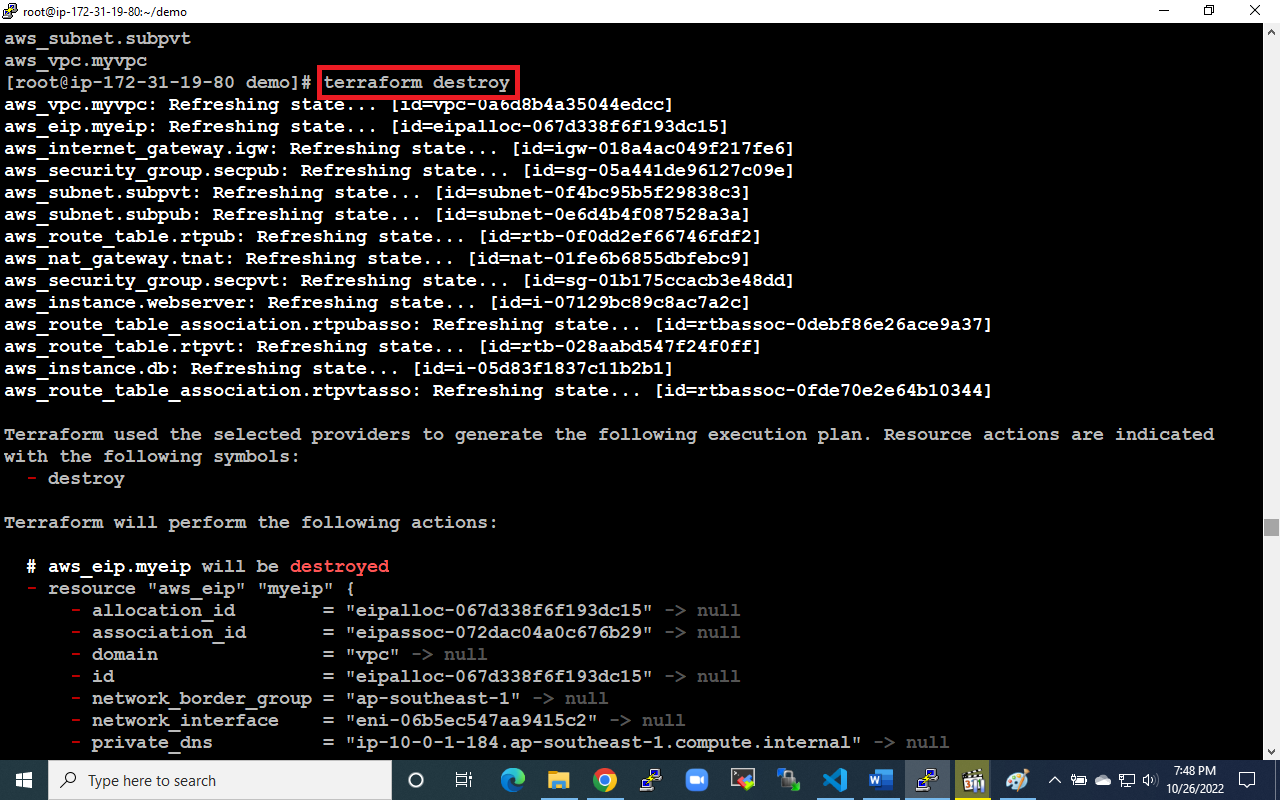 root@ip-172-31-19-80:~/demo
aws_subnet.subpvt
aws_vpc.myvpc
[root@ip-172-31-19-80 demo]# terraform destroy
aws_vpc.myvpc: Refreshing state... [id=vpc-0a6d8b4a35044edcc]
aws_eip.myeip: Refreshing state... [id=eipalloc-067d338f6f193dc15]
aws_internet_gateway.igw: Refreshing state... [id=igw-018a4ac049f217fe6]
aws_security_group.secpub: Refreshing state... [id=sg-05a441de96127c09e]
aws_subnet.subpvt: Refreshing state... [id=subnet-0f4bc95b5f29838c3]
aws_subnet.subpub: Refreshing state... [id=subnet-0e6d4b4f087528a3a]
aws_route_table.rtpub: Refreshing state... [id=rtb-0f0dd2ef66746fdf2]
aws_nat_gateway.tnat: Refreshing state... [id=nat-01fe6b6855dbfebc9]
aws_security_group.secpvt: Refreshing state... [id=sg-01b175ccacb3e48dd]
aws_instance.webserver: Refreshing state... [id=i-07129bc89c8ac7a2c]
aws_route_table_association.rtpubasso: Refreshing state... [id=rtbassoc-0debf86e26ace9a37]
aws_route_table.rtpvt: Refreshing state... [id=rtb-028aabd547f24f0ff]
aws_instance.db: Refreshing state... [id=i-05d83f1837c11b2b1]
aws_route_table_association.rtpvtasso: Refreshing state... [id=rtbassoc-0fde70e2e64b10344]
Terraform used the selected providers to generate the following execution plan. Resource actions are indicated
with the following symbols:
- destroy
Terraform will perform the following actions:
# aws_eip.myeip will be destroyed
- resource "aws_eip" "myeip" {
- allocation_id = "eipalloc-067d338f6f193dc15" -> null
- association_id = "eipassoc-072dac04a0c676b29" -> null
- domain = "vpc" -> null
- id = "eipalloc-067d338f6f193dc15" -> null
- network_border_group = "ap-southeast-1" -> null
- network_interface = "eni-06b5ec547aa9415c2" -> null
- private_dns = "ip-10-0-1-184.ap-southeast-1.compute.internal" -> null
Type here to search
7:48 PM
10/26/2022